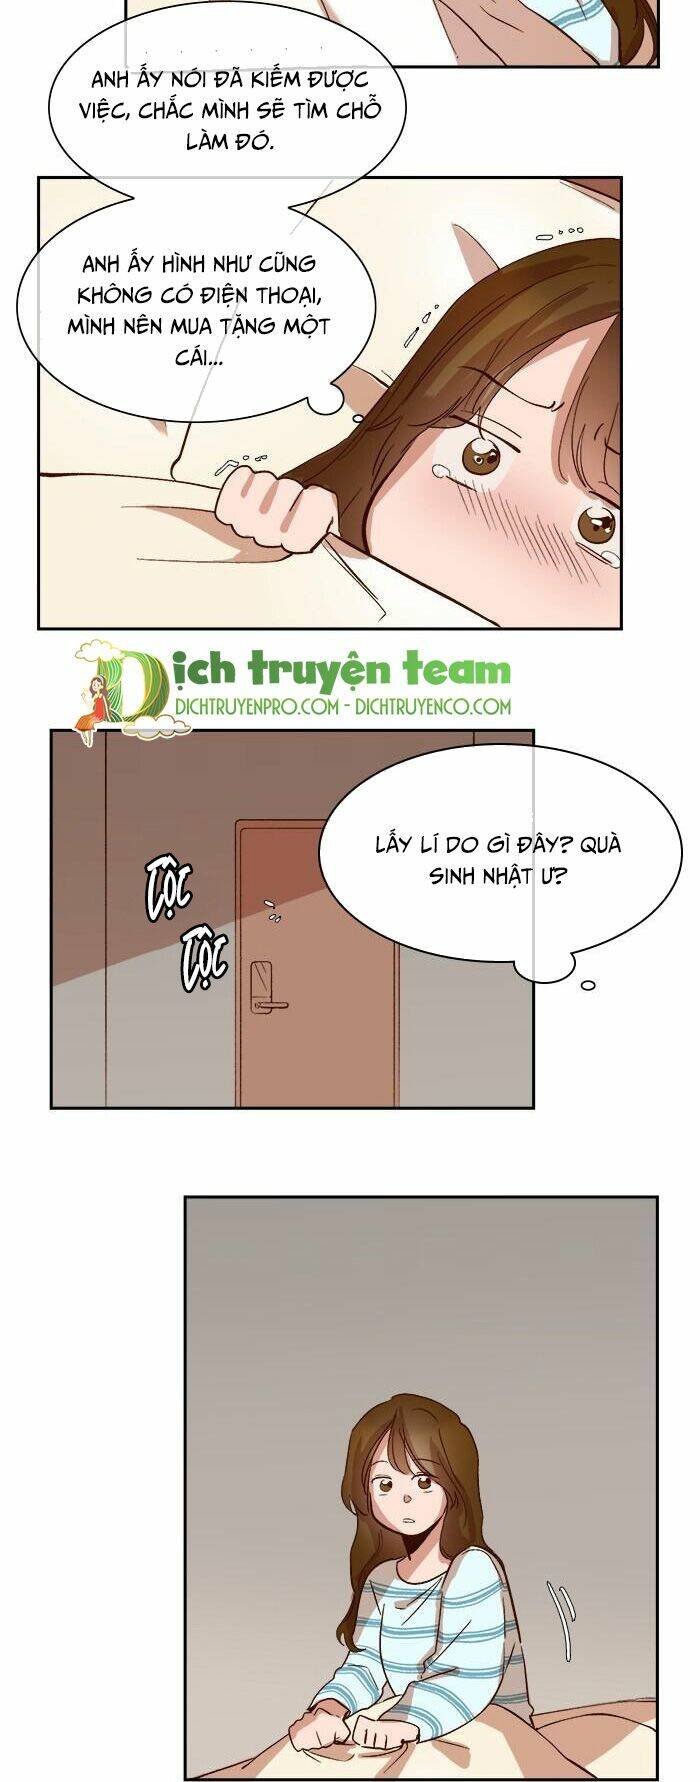 ANH ẤY NÓI ĐÃ KIẾM ĐƯỢC
VIỆC, CHẮC MÌNH SẼ TÌM CHỖ
LÀM ĐÓ.
ANH ẤY HÌNH NHƯ CŨNG
KHÔNG CÓ ĐIỆN THOẠI,
MÌNH NÊN MUA TẶNG MỘT
CÁI...
Dịch truyện team
DICHTRUYENPRO.COM - DICHTRUYENCO.COM
LẤY LÍ DO GÌ ĐÂY? QUÀ
SINH NHẬT Ư?
TỘC
TỘC